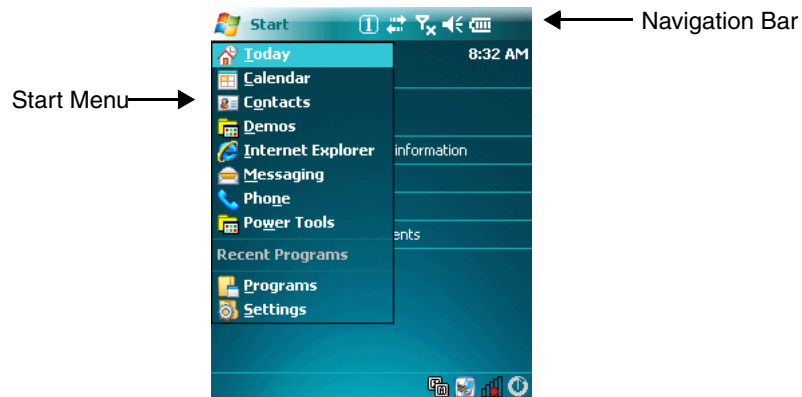 Start 1
Navigation Bar
Today 8:32 AM
Calendar
Start Menu
Contacts
Demos
Internet Explorer information
Messaging
Phone
Power Tools ents
Recent Programs
Programs
Settings